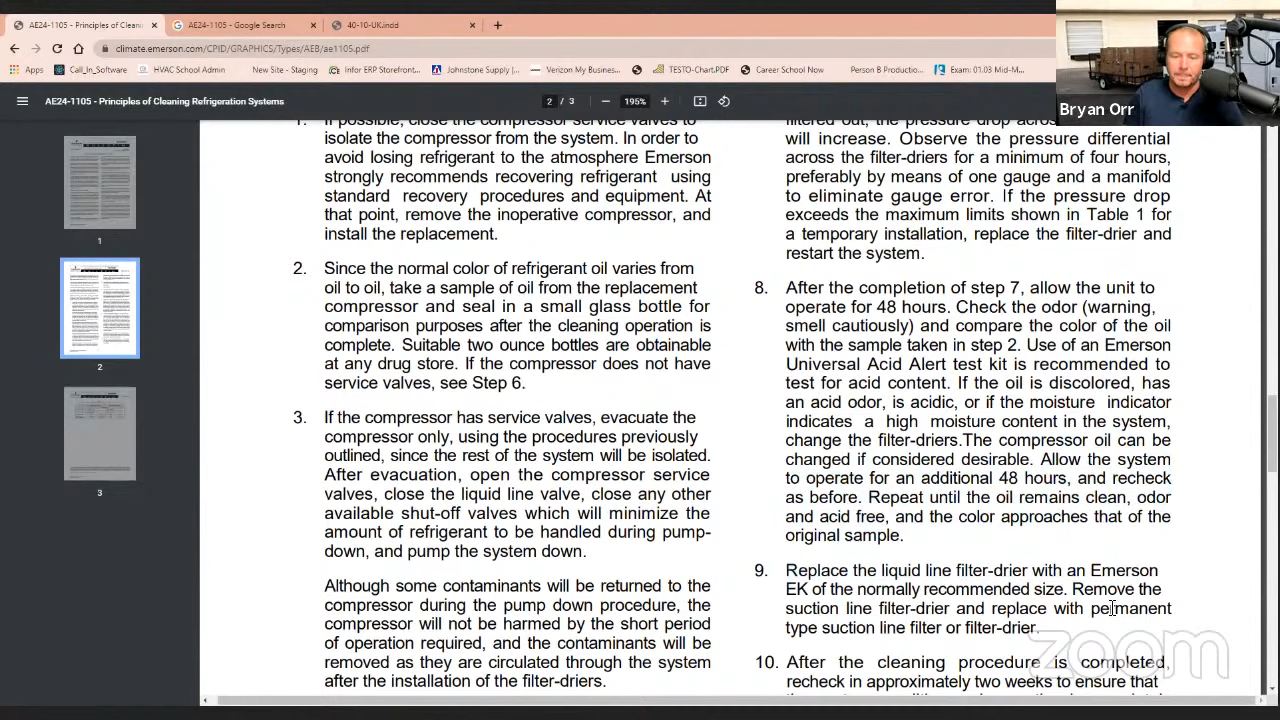 AE24-1105 - Principles of Cleani
AE24-1105 - Google Search
40-10-UK.indd
climate.emerson.com/CPID/GRAPHICS/Types/AEB/ae1105.pdf
Apps
Call_In_Software
HVAC School Admin
New Site - Staging
Infor ERP Storefront...
Johnstone Supply |...
Verizon My Business...
TESTO-Chart.PDF
Career School Now
Person B Productio...
Exam: 01.03 Mid-M...
Bryan Orr
AE24-1105 - Principles of Cleaning Refrigeration Systems
2 / 3
195%
1
2
3
1. If possible close the compressor service valves to
isolate the compressor from the system. In order to
avoid losing refrigerant to the atmosphere Emerson
strongly recommends recovering refrigerant using
standard recovery procedures and equipment. At
that point, remove the inoperative compressor, and
install the replacement.
2. Since the normal color of refrigerant oil varies from
oil to oil, take a sample of oil from the replacement
compressor and seal in a small glass bottle for
comparison purposes after the cleaning operation is
complete. Suitable two ounce bottles are obtainable
at any drug store. If the compressor does not have
service valves, see Step 6.
3. If the compressor has service valves, evacuate the
compressor only, using the procedures previously
outlined, since the rest of the system will be isolated.
After evacuation, open the compressor service
valves, close the liquid line valve, close any other
available shut-off valves which will minimize the
amount of refrigerant to be handled during pump-
down, and pump the system down.
Although some contaminants will be returned to the
compressor during the pump down procedure, the
compressor will not be harmed by the short period
of operation required, and the contaminants will be
removed as they are circulated through the system
after the installation of the filter-driers.
filtered out, the pressure drop across
will increase. Observe the pressure differential
across the filter-driers for a minimum of four hours,
preferably by means of one gauge and a manifold
to eliminate gauge error. If the pressure drop
exceeds the maximum limits shown in Table 1 for
a temporary installation, replace the filter-drier and
restart the system.
8. After the completion of step 7, allow the unit to
operate for 48 hours. Check the odor (warning,
smell cautiously) and compare the color of the oil
with the sample taken in step 2. Use of an Emerson
Universal Acid Alert test kit is recommended to
test for acid content. If the oil is discolored, has
an acid odor, is acidic, or if the moisture indicator
indicates a high moisture content in the system,
change the filter-driers.The compressor oil can be
changed if considered desirable. Allow the system
to operate for an additional 48 hours, and recheck
as before. Repeat until the oil remains clean, odor
and acid free, and the color approaches that of the
original sample.
9. Replace the liquid line filter-drier with an Emerson
EK of the normally recommended size. Remove the
suction line filter-drier and replace with permanent
type suction line filter or filter-drier.
10. After the cleaning procedure is completed,
recheck in approximately two weeks to ensure that
zoom